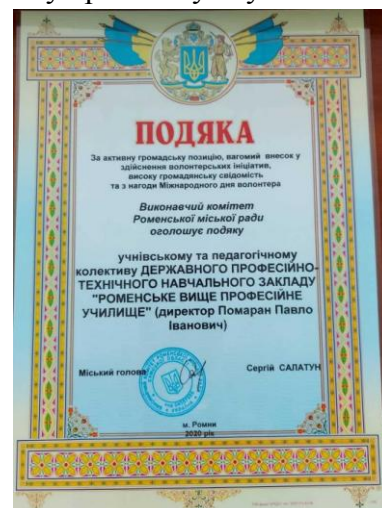 ПОДЯКА
За активну громадську позицію, вагомий внесок у
здійснення волонтерських ініціатив,
високу громадянську свідомість
та з нагоди Міжнародного дня волонтера
Виконавчий комітет
Роменської міської ради
оголошує подяку
учнівському та педагогічному
колективу ДЕРЖАВНОГО ПРОФЕСІЙНО-
ТЕХНІЧНОГО НАВЧАЛЬНОГО ЗАКЛАДУ
"РОМЕНСЬКЕ ВИЩЕ ПРОФЕСІЙНЕ
УЧИЛИЩЕ" (директор Помаран Павло
Іванович)
Міський голова Сергій САЛАТУН
м. Ромни
2020 рік